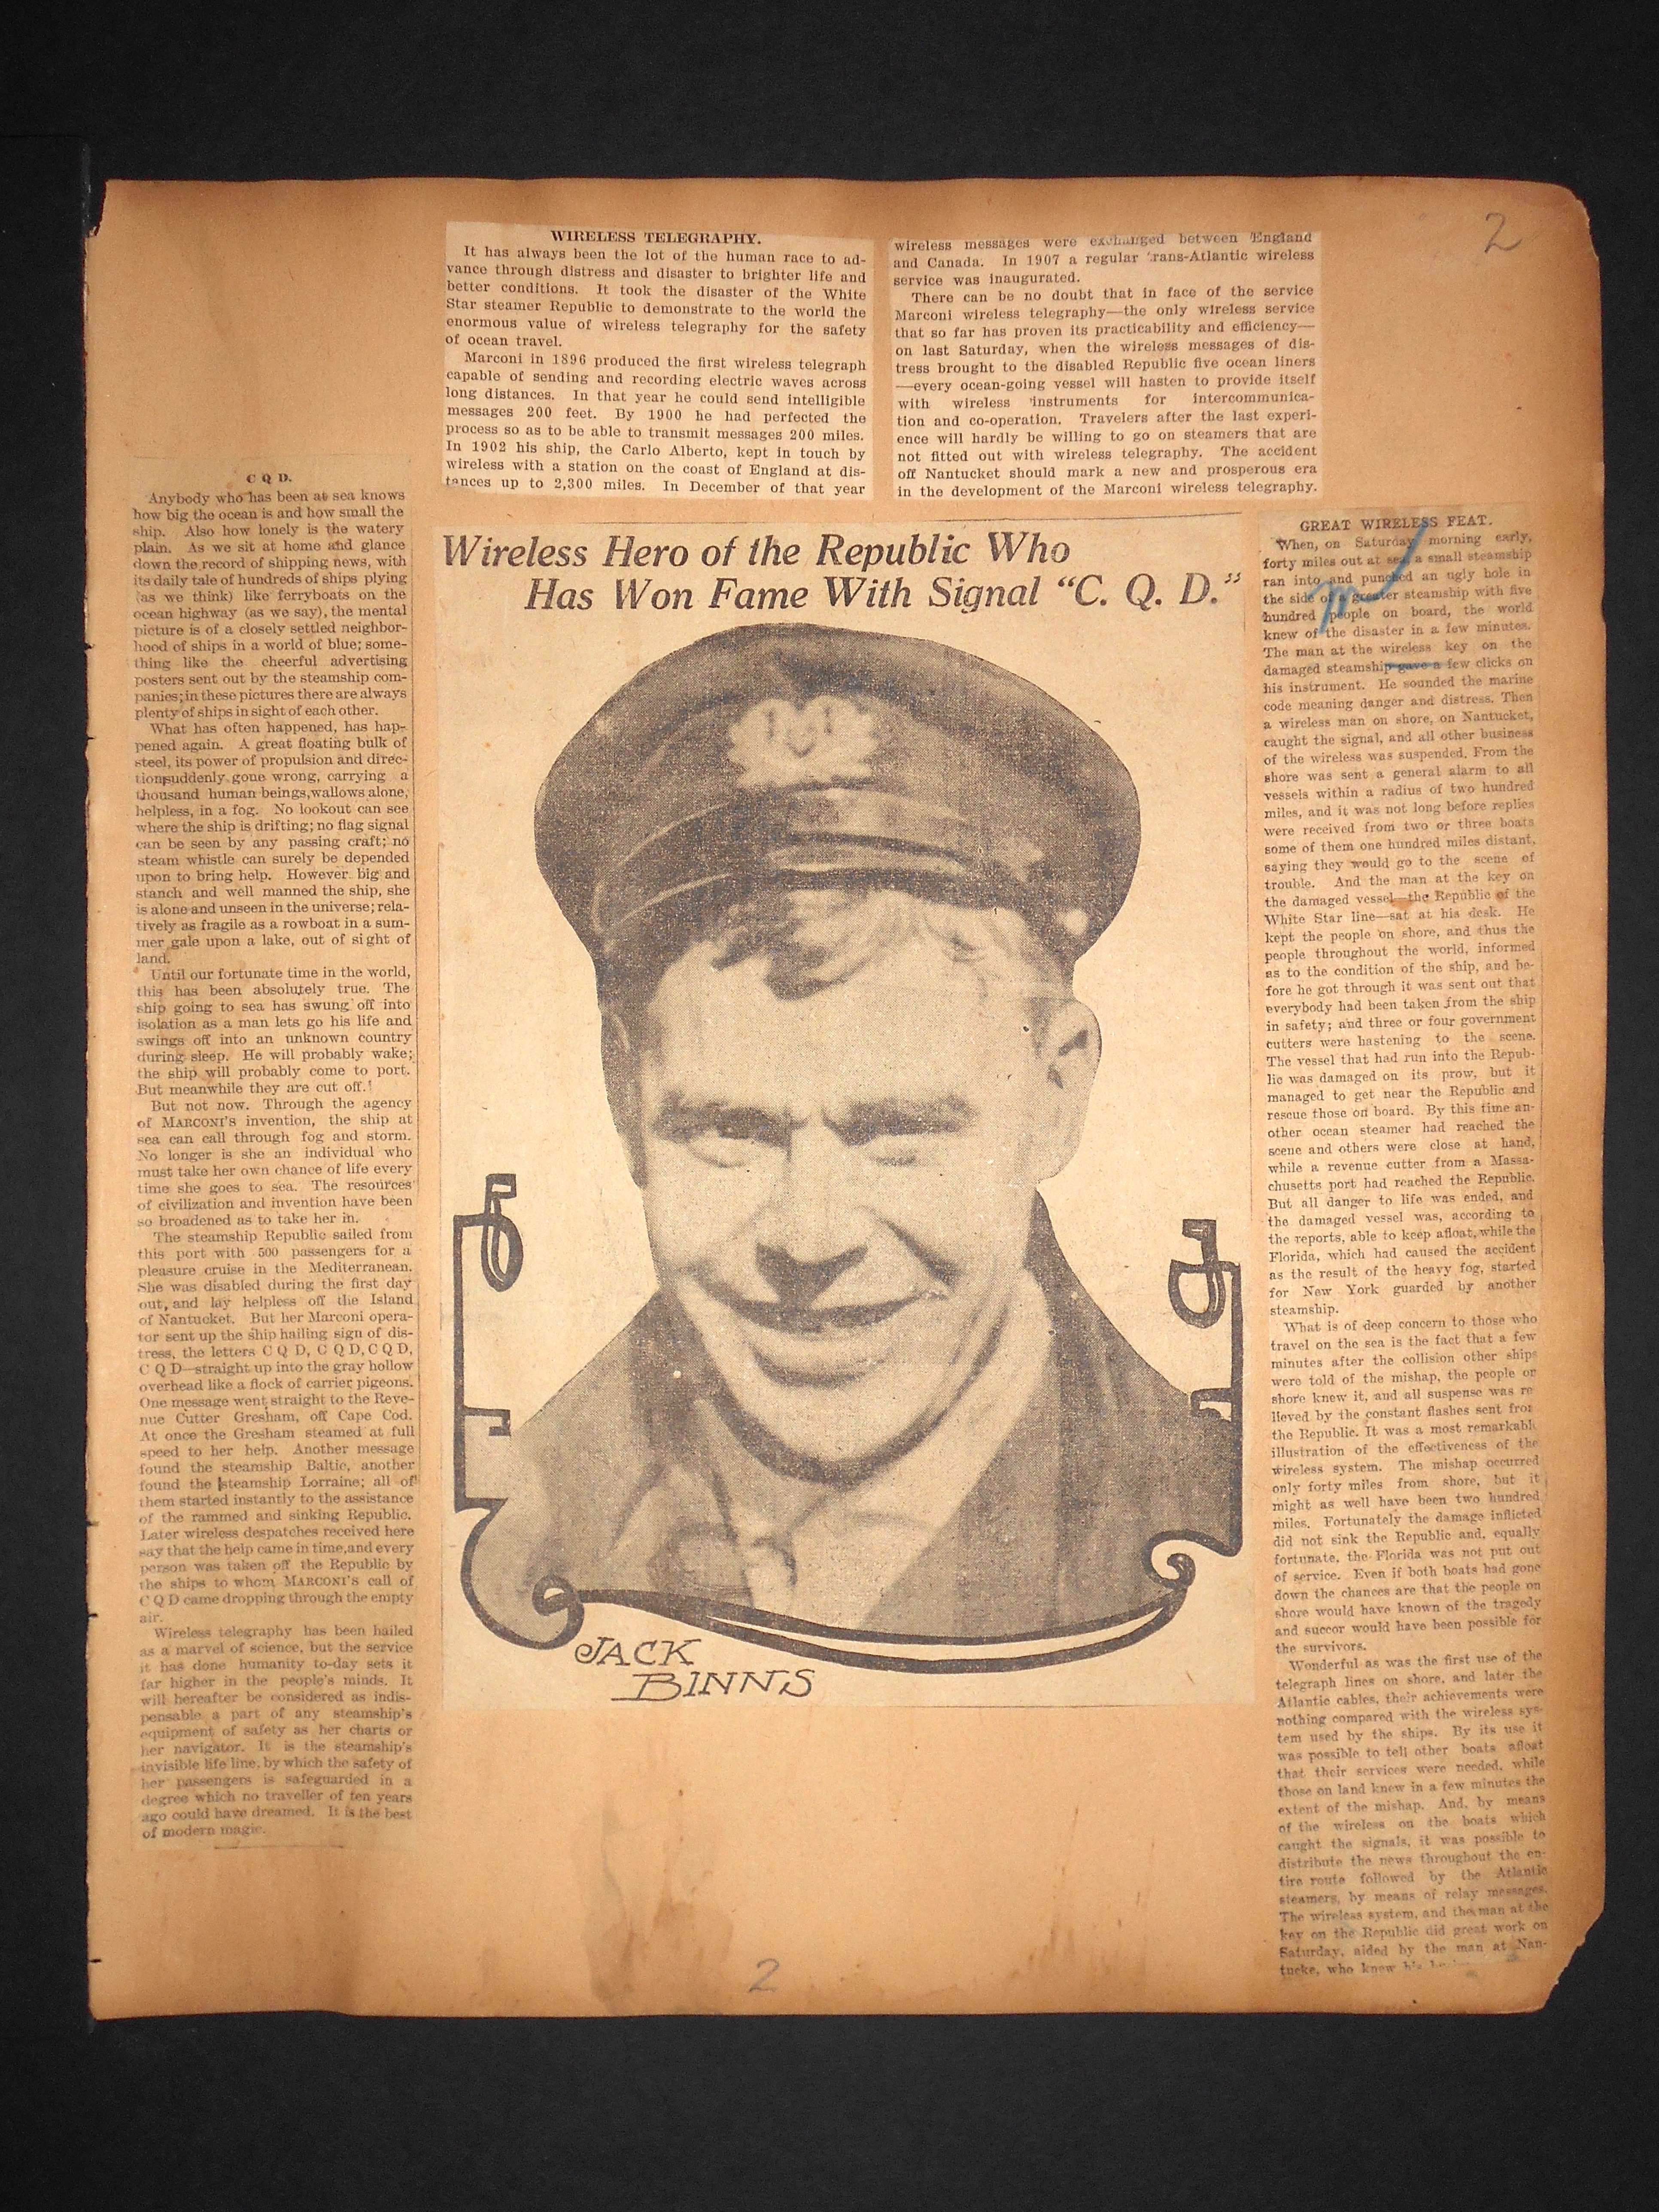 2
WIRELESS TELEGRAPHY.
It has always been the lot of the human race to ad-
vance through distress and disaster to brighter life and
better conditions. It took the disaster of the White
Star steamer Republic to demonstrate to the world the
enormous value of wireless telegraphy for the safety
of ocean travel.
Marconi in 1896 produced the first wireless telegraph
capable of sending and recording electric waves across
long distances. In that year he could send intelligible
messages 200 feet. By 1900 he had perfected the
process so as to be able to transmit messages 200 miles.
In 1902 his ship, the Carlo Alberto, kept in touch by
wireless with a station on the coast of England at dis-
tances up to 2,300 miles. In December of that year
wireless messages were exchanged between England
and Canada. In 1907 a regular trans-Atlantic wireless
service was inaugurated.
There can be no doubt that in face of the service
Marconi wireless telegraphy—the only wireless service
that so far has proven its practicability and efficiency—
on last Saturday, when the wireless messages of dis-
tress brought to the disabled Republic five ocean liners
—every ocean-going vessel will hasten to provide itself
with wireless instruments for intercommunica-
tion and co-operation. Travelers after the last experi-
ence will hardly be willing to go on steamers that are
not fitted out with wireless telegraphy. The accident
off Nantucket should mark a new and prosperous era
in the development of the Marconi wireless telegraphy.
C Q D.
Anybody who has been at sea knows
how big the ocean is and how small the
ship. Also how lonely is the watery
plain. As we sit at home and glance
down the record of shipping news, with
its daily tale of hundreds of ships plying
(as we think) like ferryboats on the
ocean highway (as we say), the mental
picture is of a closely settled neighbor-
hood of ships in a world of blue; some-
thing like the cheerful advertising
posters sent out by the steamship com-
panies; in these pictures there are always
plenty of ships in sight of each other.
What has often happened, has hap-
pened again. A great floating bulk of
steel, its power of propulsion and direc-
tion suddenly gone wrong, carrying a
thousand human beings, wallows alone,
helpless, in a fog. No lookout can see
where the ship is drifting; no flag signal
can be seen by any passing craft; no
steam whistle can surely be depended
upon to bring help. However big and
stanch and well manned the ship, she
is alone and unseen in the universe; rela-
tively as fragile as a rowboat in a sum-
mer gale upon a lake, out of sight of
land.
Until our fortunate time in the world,
this has been absolutely true. The
ship going to sea has swung off into
isolation as a man lets go his life and
swings off into an unknown country
during sleep. He will probably wake;
the ship will probably come to port.
But meanwhile they are cut off.
But not now. Through the agency
of MARCONI'S invention, the ship at
sea can call through fog and storm.
No longer is she an individual who
must take her own chance of life every
time she goes to sea. The resources
of civilization and invention have been
so broadened as to take her in.
The steamship Republic sailed from
this port with 500 passengers for a
pleasure cruise in the Mediterranean.
She was disabled during the first day
out, and lay helpless off the Island
of Nantucket. But her Marconi opera-
tor sent up the ship hailing sign of dis-
tress, the letters C Q D, C Q D, C Q D,
C Q D—straight up into the gray hollow
overhead like a flock of carrier pigeons.
One message went straight to the Reve-
nue Cutter Gresham, off Cape Cod.
At once the Gresham steamed at full
speed to her help. Another message
found the steamship Baltic, another
found the steamship Lorraine; all of
them started instantly to the assistance
of the rammed and sinking Republic.
Later wireless despatches received here
say that the help came in time, and every
person was taken off the Republic by
the ships to whom MARCONI'S call of
C Q D came dropping through the empty
air.
Wireless telegraphy has been hailed
as a marvel of science, but the service
it has done humanity to-day sets it
far higher in the people's minds. It
will hereafter be considered as indis-
pensable a part of any steamship's
equipment of safety as her charts or
her navigator. It is the steamship's
invisible life line, by which the safety of
her passengers is safeguarded in a
degree which no traveller of ten years
ago could have dreamed. It is the best
of modern magic.
Wireless Hero of the Republic Who
Has Won Fame With Signal "C. Q. D."
JACK
BINNS
GREAT WIRELESS FEAT.
When, on Saturday morning early,
forty miles out at sea a small steamship
ran into and punched an ugly hole in
the side of a greater steamship with five
hundred people on board, the world
knew of the disaster in a few minutes.
The man at the wireless key on the
damaged steamship gave a few clicks on
his instrument. He sounded the marine
code meaning danger and distress. Then
a wireless man on shore, on Nantucket,
caught the signal, and all other business
of the wireless was suspended. From the
shore was sent a general alarm to all
vessels within a radius of two hundred
miles, and it was not long before replies
were received from two or three boats
some of them one hundred miles distant,
saying they would go to the scene of
trouble. And the man at the key on
the damaged vessel—the Republic of the
White Star line—sat at his desk. He
kept the people on shore, and thus the
people throughout the world, informed
as to the condition of the ship, and be-
fore he got through it was sent out that
everybody had been taken from the ship
in safety; and three or four government
cutters were hastening to the scene.
The vessel that had run into the Repub-
lic was damaged on its prow, but it
managed to get near the Republic and
rescue those on board. By this time an-
other ocean steamer had reached the
scene and others were close at hand,
while a revenue cutter from a Massa-
chusetts port had reached the Republic.
But all danger to life was ended, and
the damaged vessel was, according to
the reports, able to keep afloat, while the
Florida, which had caused the accident
as the result of the heavy fog, started
for New York guarded by another
steamship.
What is of deep concern to those who
travel on the sea is the fact that a few
minutes after the collision other ships
were told of the mishap, the people or
shore knew it, and all suspense was re
lieved by the constant flashes sent from
the Republic. It was a most remarkable
illustration of the effectiveness of the
wireless system. The mishap occurred
only forty miles from shore, but it
might as well have been two hundred
miles. Fortunately the damage inflicted
did not sink the Republic and, equally
fortunate, the Florida was not put out
of service. Even if both boats had gone
down the chances are that the people on
shore would have known of the tragedy
and succor would have been possible for
the survivors.
Wonderful as was the first use of the
telegraph lines on shore, and later the
Atlantic cables, their achievements were
nothing compared with the wireless sys-
tem used by the ships. By its use it
was possible to tell other boats afloat
that their services were needed, while
those on land knew in a few minutes the
extent of the mishap. And, by means
of the wireless on the boats which
caught the signals, it was possible to
distribute the news throughout the en-
tire route followed by the Atlantic
steamers, by means of relay messages.
The wireless system, and the man at the
key on the Republic did great work on
Saturday, aided by the man at Nan-
tucke, who knew his
2